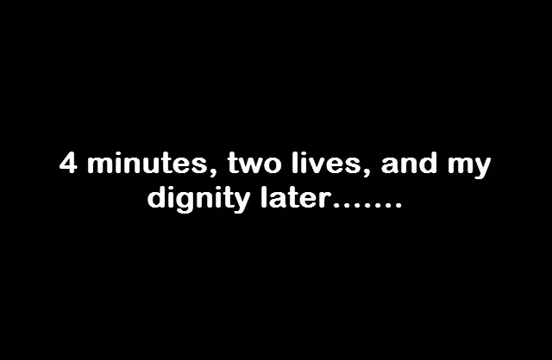 4 minutes, two lives, and my
dignity later.......